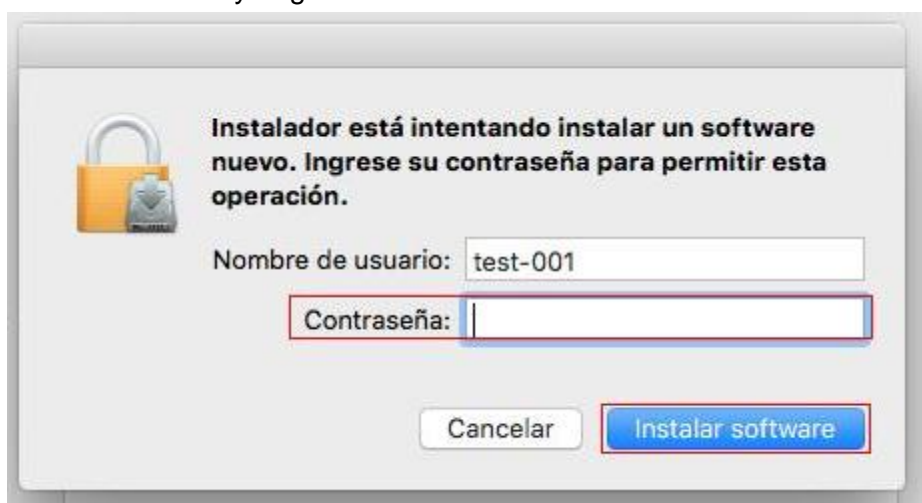 Instalador está intentando instalar un software
nuevo. Ingrese su contraseña para permitir esta
operación.
Nombre de usuario: test-001
Contraseña:
Cancelar Instalar software